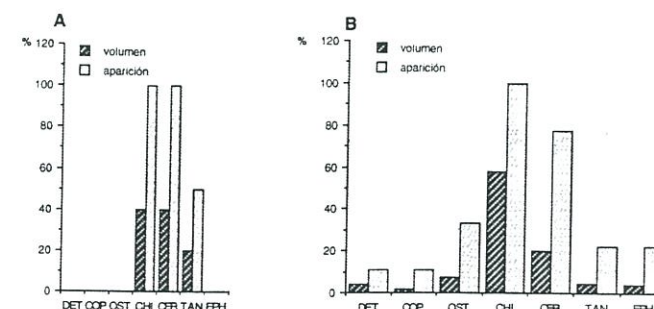 A
% 120
100
80
60
40
20
0
volumen
aparición
DET COP OST CHI CER TAN EPH
B
% 120
100
80
60
40
20
0
volumen
aparición
DET COP OST CHI CER TAN EPH